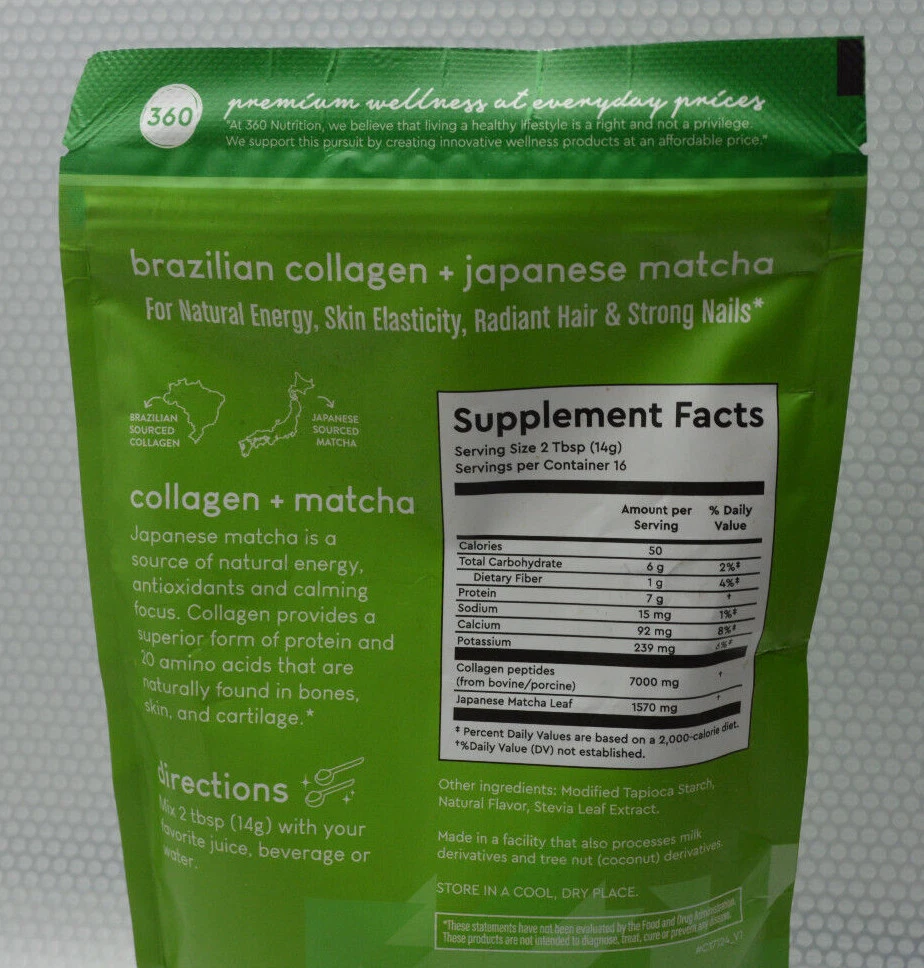 360
premium wellness at everyday prices
"At 360 Nutrition, we believe that living a healthy lifestyle is a right and not a privilege.
We support this pursuit by creating innovative wellness products at an affordable price."
brazilian collagen + japanese matcha
For Natural Energy, Skin Elasticity, Radiant Hair & Strong Nails*
BRAZILIAN
SOURCED
COLLAGEN
JAPANESE
SOURCED
MATCHA
collagen + matcha
Japanese matcha is a
source of natural energy,
antioxidants and calming
focus. Collagen provides a
superior form of protein and
20 amino acids that are
naturally found in bones,
skin, and cartilage.*
directions
Mix 2 tbsp (14g) with your
favorite juice, beverage or
water.
Supplement Facts
Serving Size 2 Tbsp (14g)
Servings per Container 16
Amount per % Daily
Serving Value
Calories 50
Total Carbohydrate 6 g 2%‡
Dietary Fiber 1 g 4%‡
Protein 7 g †
Sodium 15 mg 1%‡
Calcium 92 mg 8%‡
Potassium 239 mg
Collagen peptides
(from bovine/porcine) 7000 mg †
Japanese Matcha Leaf 1570 mg †
‡ Percent Daily Values are based on a 2,000-calorie diet.
†%Daily Value (DV) not established.
Other ingredients: Modified Tapioca Starch,
Natural Flavor, Stevia Leaf Extract.
Made in a facility that also processes milk
derivatives and tree nut (coconut) derivatives.
STORE IN A COOL, DRY PLACE.
*These statements have not been evaluated by the Food and Drug Administration.
These products are not intended to diagnose, treat, cure or prevent any disease.